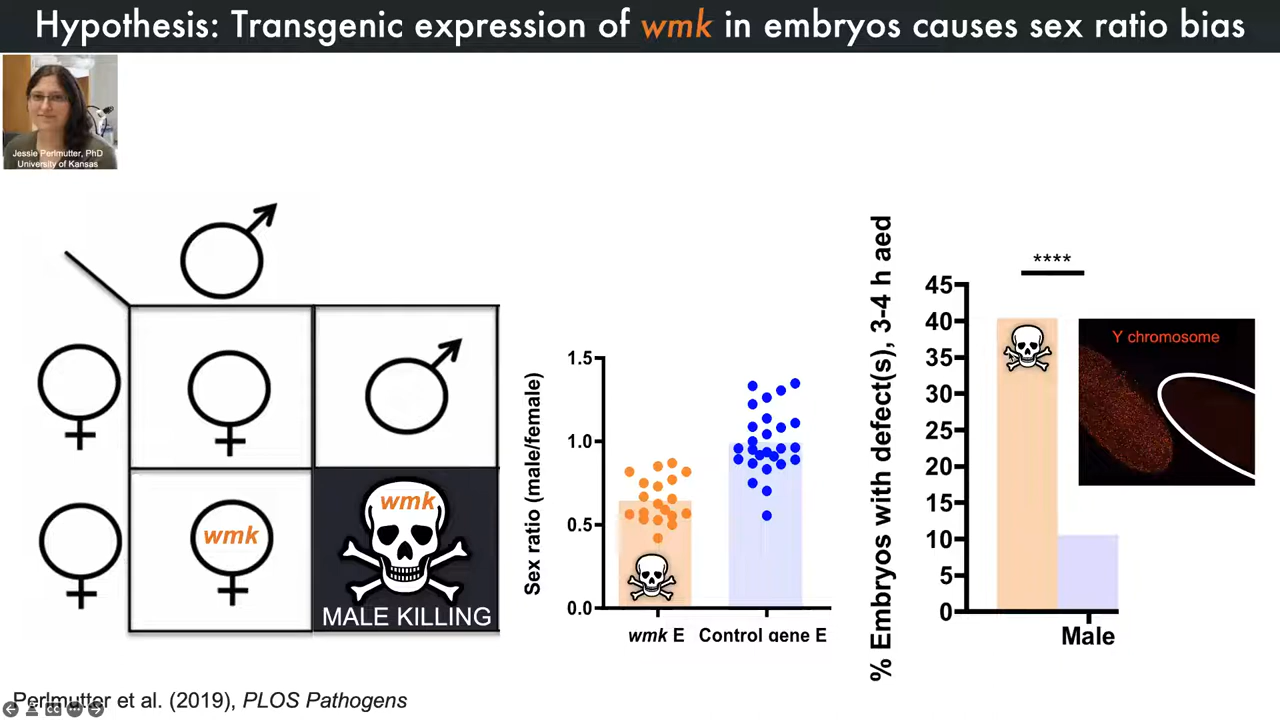 Hypothesis: Transgenic expression of wmk in embryos causes sex ratio bias
Jessie Perlmutter, PhD
University of Kansas
wmk
wmk
MALE KILLING
Sex ratio (male/female)
1.5
1.0
0.5
0.0
wmk E
Control gene E
% Embryos with defect(s), 3-4 h aed
45
40
35
30
25
20
15
10
5
0
****
Y chromosome
Male
Perlmutter et al. (2019), PLOS Pathogens
CC